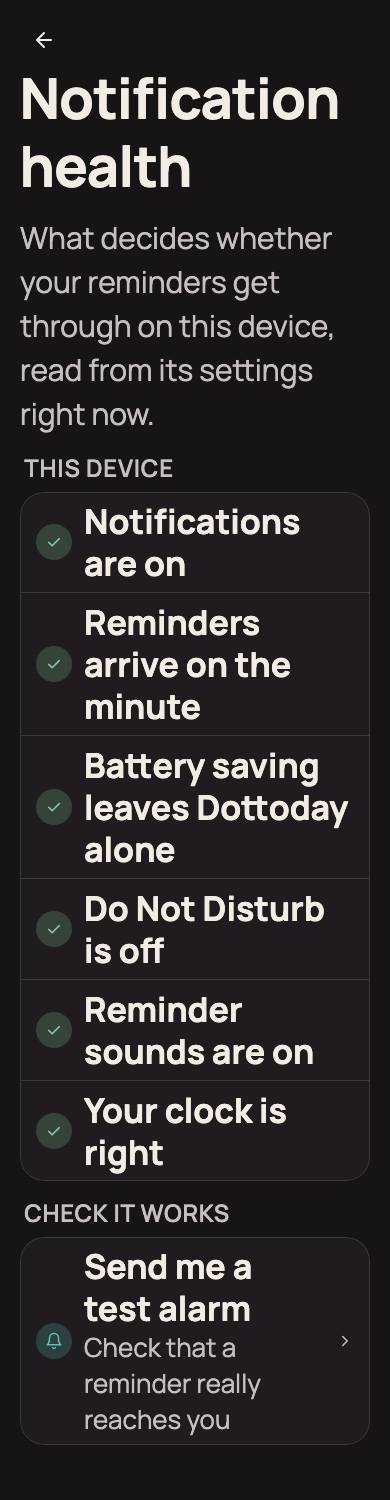 Notification
health
What decides whether
your reminders get
through on this device,
read from its settings
right now.
THIS DEVICE
Notifications
are on
Reminders
arrive on the
minute
Battery saving
leaves Dottoday
alone
Do Not Disturb
is off
Reminder
sounds are on
Your clock is
right
CHECK IT WORKS
Send me a
test alarm
Check that a
reminder really
reaches you